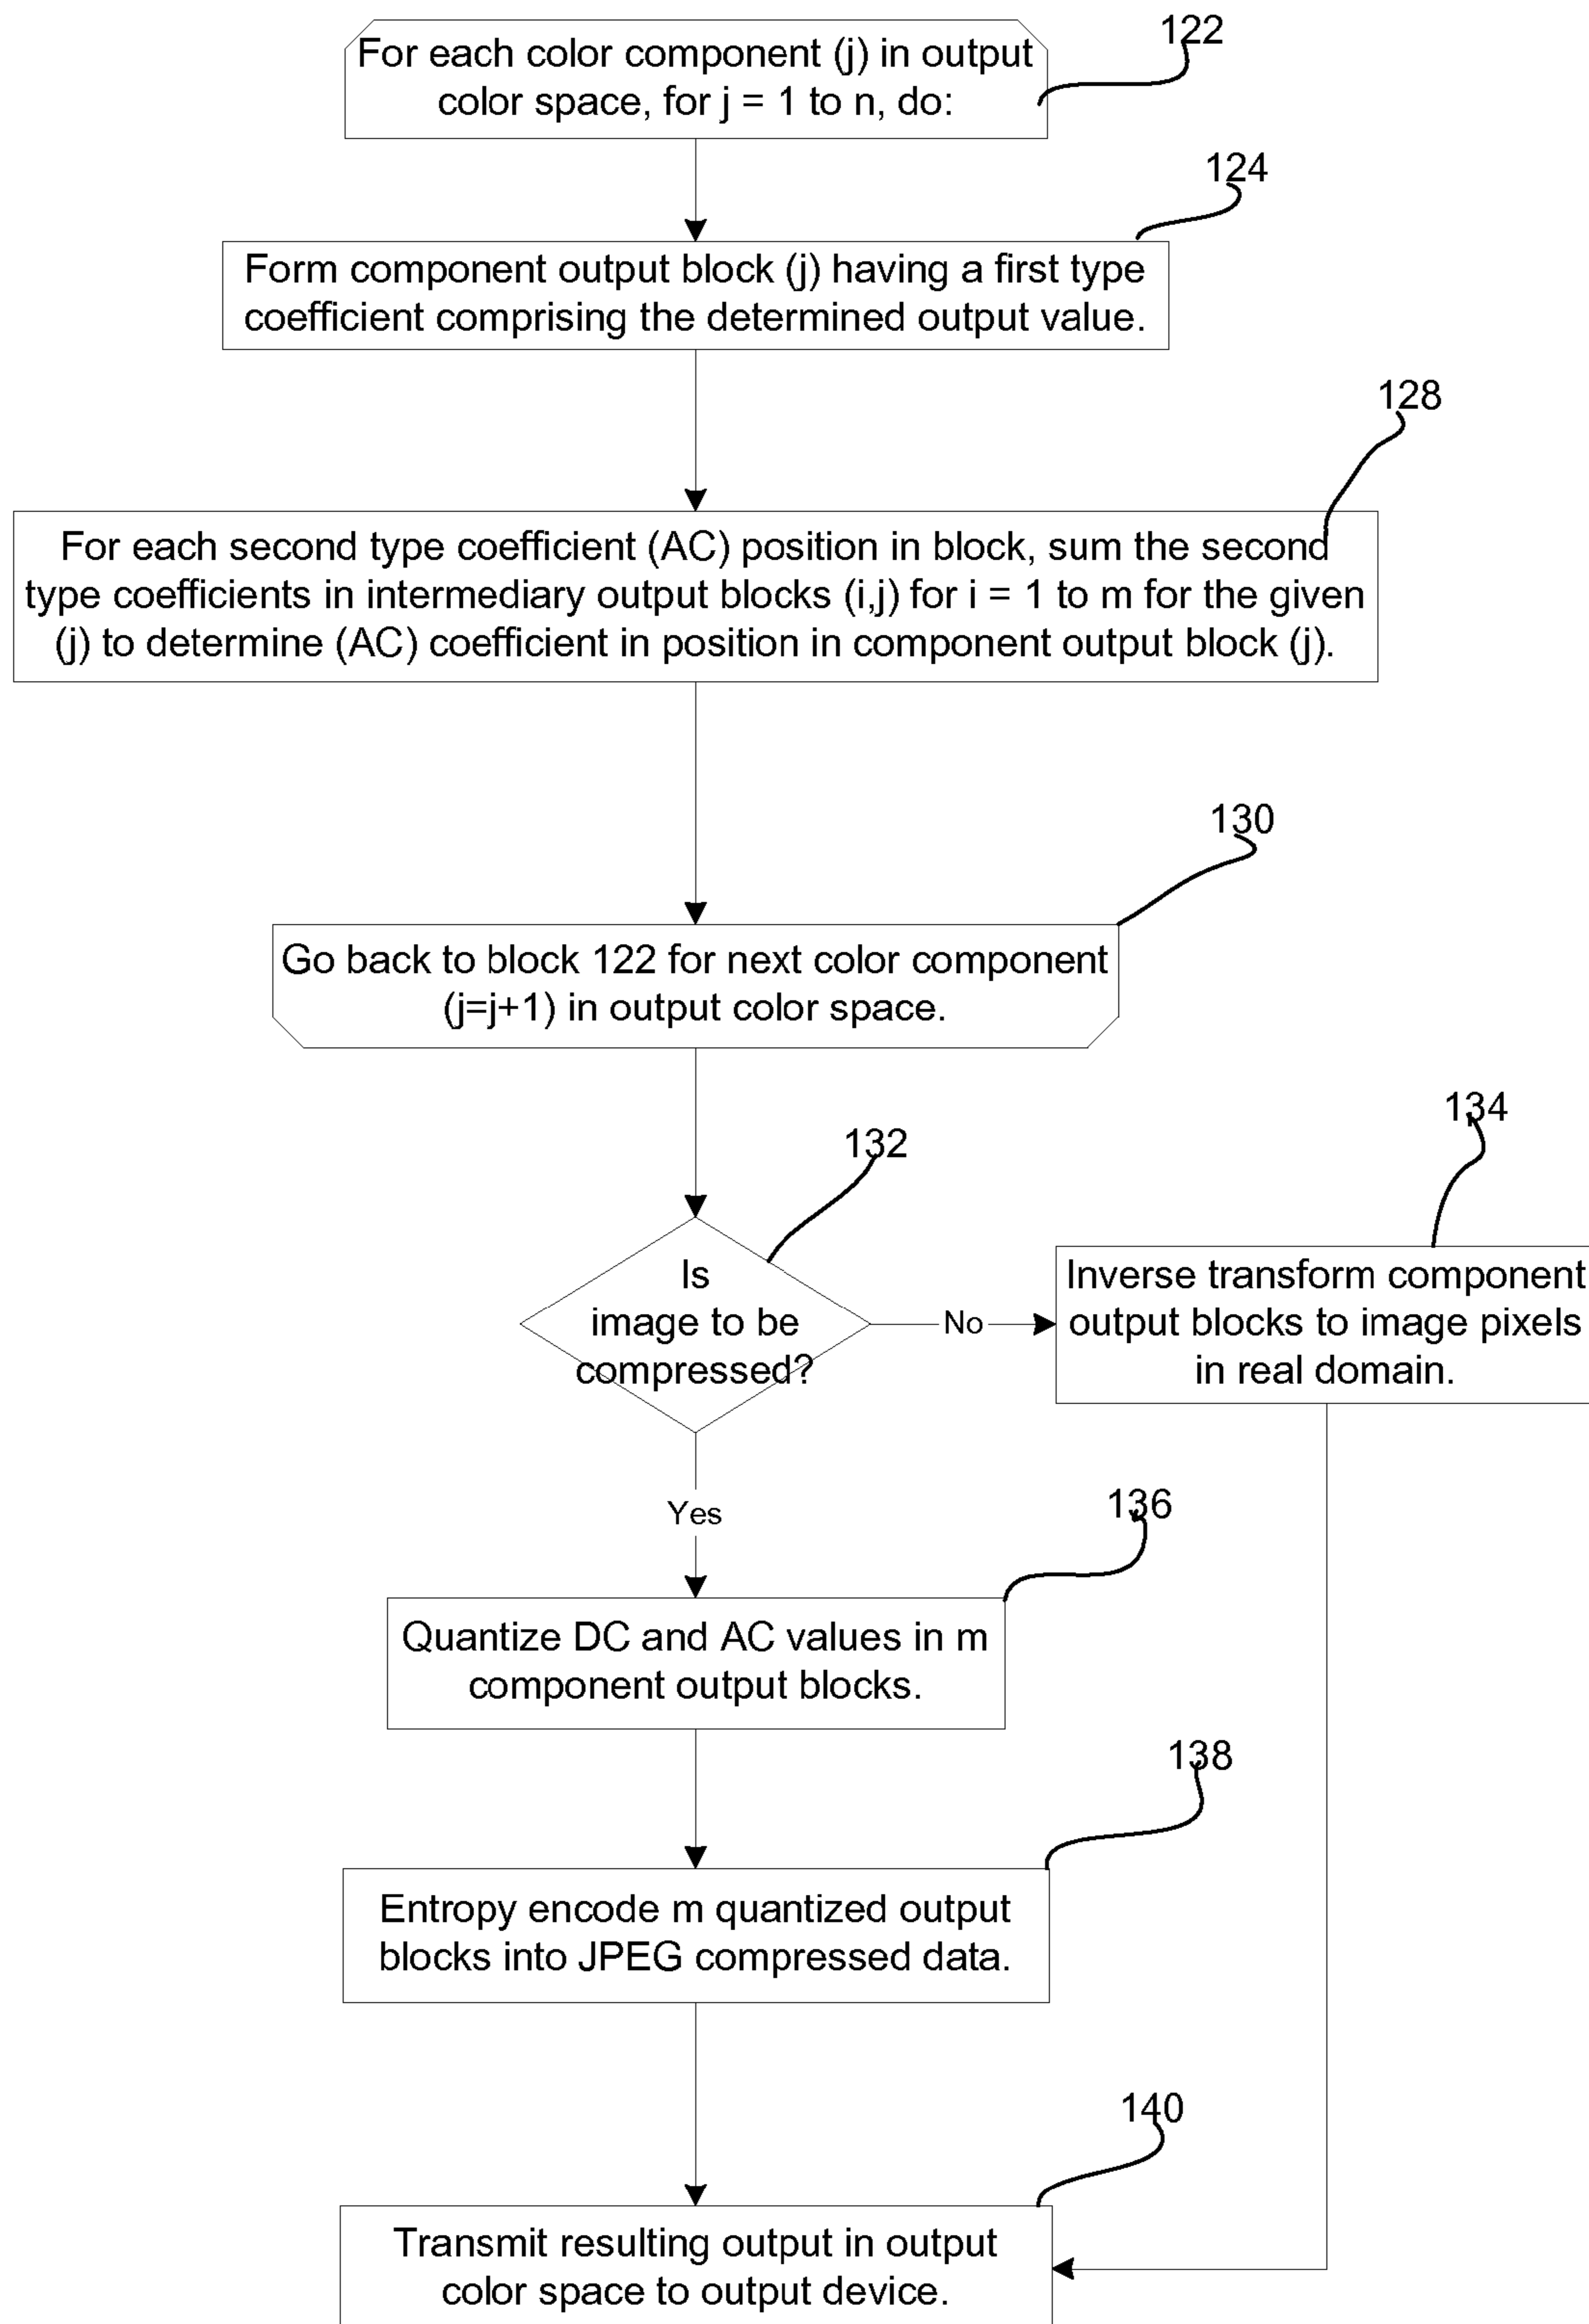 122
For each color component (j) in output
color space, for j = 1 to n, do:
124
Form component output block (j) having a first type
coefficient comprising the determined output value.
128
For each second type coefficient (AC) position in block, sum the second
type coefficients in intermediary output blocks (i,j) for i = 1 to m for the given
(j) to determine (AC) coefficient in position in component output block (j).
130
Go back to block 122 for next color component
(j=j+1) in output color space.
132
Is
image to be
compressed?
No
134
Inverse transform component
output blocks to image pixels
in real domain.
Yes
136
Quantize DC and AC values in m
component output blocks.
138
Entropy encode m quantized output
blocks into JPEG compressed data.
140
Transmit resulting output in output
color space to output device.